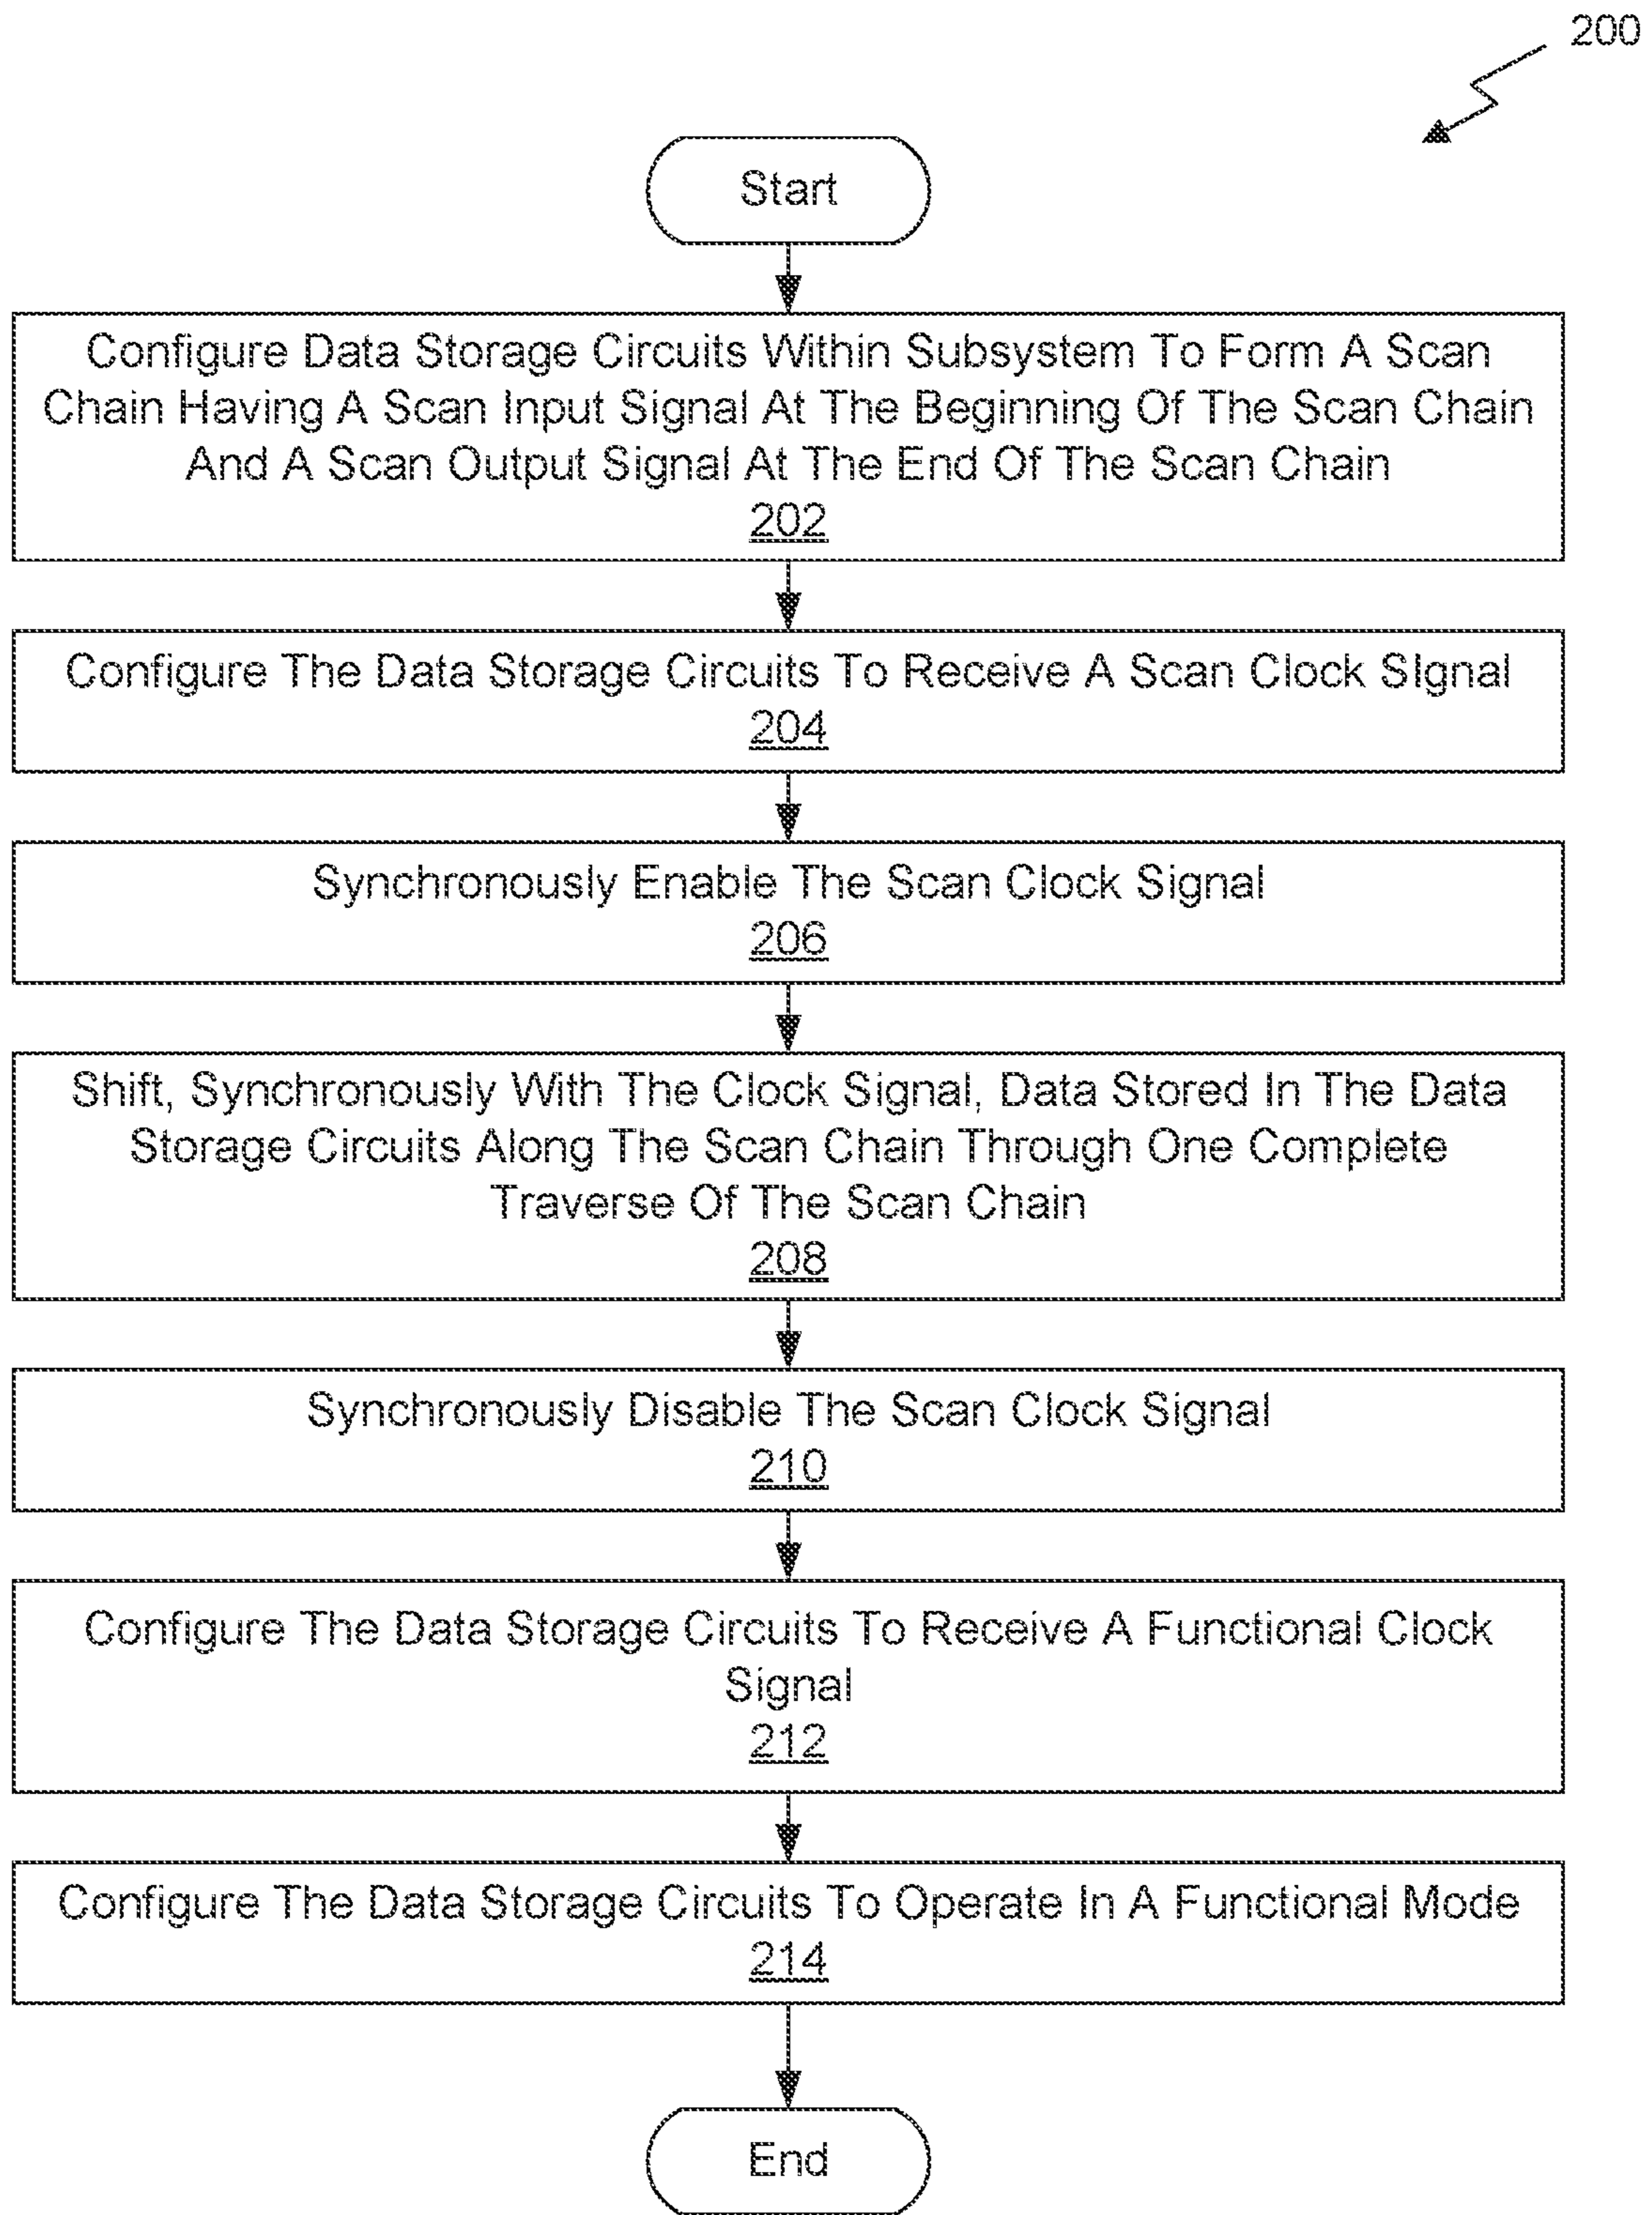 200
Start
Configure Data Storage Circuits Within Subsystem To Form A Scan
Chain Having A Scan Input Signal At The Beginning Of The Scan Chain
And A Scan Output Signal At The End Of The Scan Chain
202
Configure The Data Storage Circuits To Receive A Scan Clock SIgnal
204
Synchronously Enable The Scan Clock Signal
206
Shift, Synchronously With The Clock Signal, Data Stored In The Data
Storage Circuits Along The Scan Chain Through One Complete
Traverse Of The Scan Chain
208
Synchronously Disable The Scan Clock Signal
210
Configure The Data Storage Circuits To Receive A Functional Clock
Signal
212
Configure The Data Storage Circuits To Operate In A Functional Mode
214
End